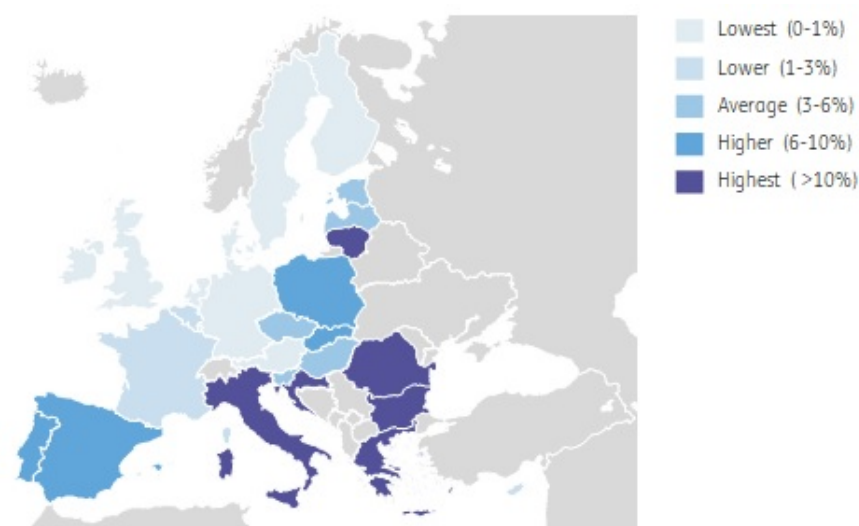 Lowest (0-1%)
Lower (1-3%)
Average (3-6%)
Higher (6-10%)
Highest ( >10%)